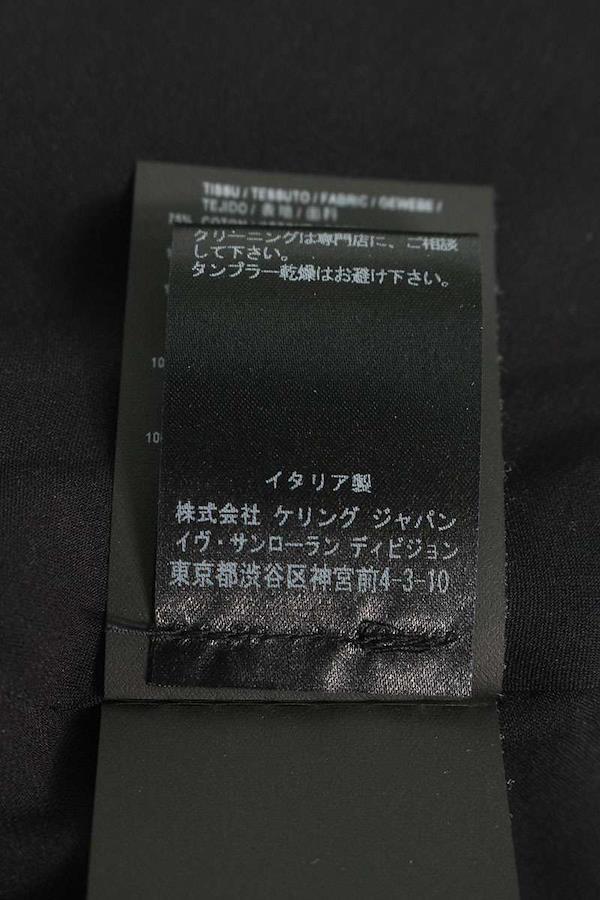 TISSU / TESSUTO / FABRIC / GEWEBE /
TEJIDO / 表地 / 面料
75% COTON
クリーニングは専門店に、ご相談
して下さい。
タンブラー乾燥はお避け下さい。
10
10
イタリア製
株式会社 ケリング ジャパン
イヴ・サンローラン ディビジョン
東京都渋谷区神宮前4-3-10